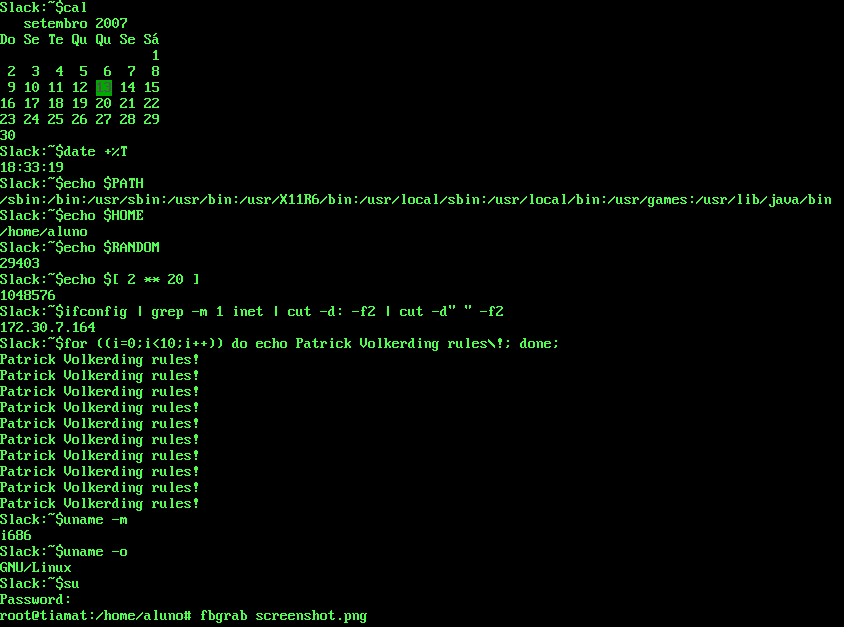 Slack:~$cal
   setembro 2007
Do Se Te Qu Qu Se Sá
                   1
 2  3  4  5  6  7  8
 9 10 11 12 13 14 15
16 17 18 19 20 21 22
23 24 25 26 27 28 29
30
Slack:~$date +%T
18:33:19
Slack:~$echo $PATH
/sbin:/bin:/usr/sbin:/usr/bin:/usr/X11R6/bin:/usr/local/sbin:/usr/local/bin:/usr/games:/usr/lib/java/bin
Slack:~$echo $HOME
/home/aluno
Slack:~$echo $RANDOM
29403
Slack:~$echo $[ 2 ** 20 ]
1048576
Slack:~$ifconfig | grep -m 1 inet | cut -d: -f2 | cut -d" " -f2
172.30.7.164
Slack:~$for ((i=0;i<10;i++)) do echo Patrick Volkerding rules\!; done;
Patrick Volkerding rules!
Patrick Volkerding rules!
Patrick Volkerding rules!
Patrick Volkerding rules!
Patrick Volkerding rules!
Patrick Volkerding rules!
Patrick Volkerding rules!
Patrick Volkerding rules!
Patrick Volkerding rules!
Patrick Volkerding rules!
Slack:~$uname -m
i686
Slack:~$uname -o
GNU/Linux
Slack:~$su
Password:
root@tiamat:/home/aluno# fbgrab screenshot.png